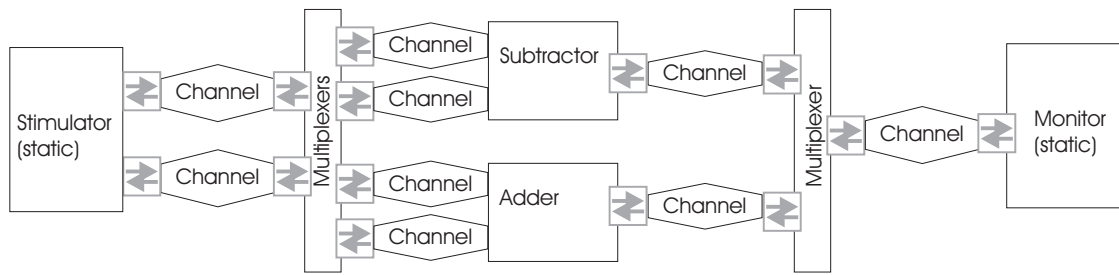 Stimulator
(static)
Channel
Channel
Multiplexers
Channel
Channel
Channel
Channel
Subtractor
Adder
Channel
Channel
Multiplexer
Channel
Monitor
(static)